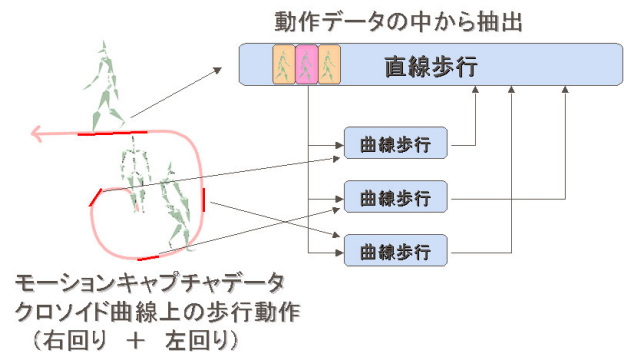 動作データの中から抽出
直線歩行
曲線歩行
曲線歩行
曲線歩行
モーションキャプチャデータ
クロソイド曲線上の歩行動作
（右回り ＋ 左回り）